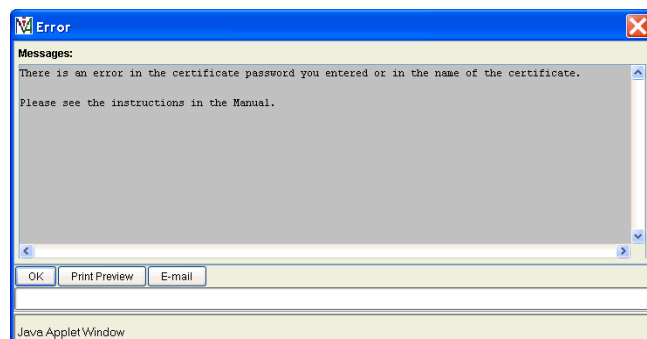 Error
Messages:
There is an error in the certificate password you entered or in the name of the certificate.
Please see the instructions in the Manual.
OK Print Preview E-mail
Java Applet Window